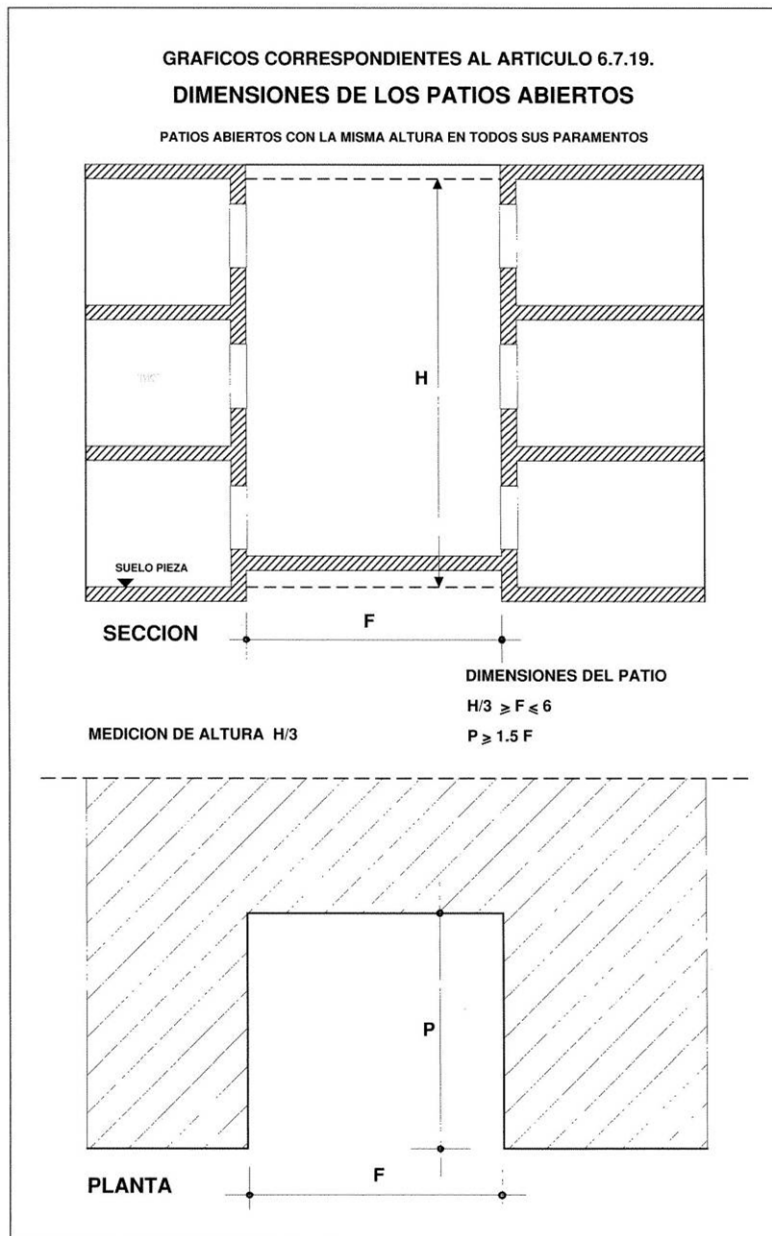 GRAFICOS CORRESPONDIENTES AL ARTICULO 6.7.19.
DIMENSIONES DE LOS PATIOS ABIERTOS
PATIOS ABIERTOS CON LA MISMA ALTURA EN TODOS SUS PARAMENTOS
H
SUELO PIEZA
SECCION
F
DIMENSIONES DEL PATIO
H/3 ⩾ F ⩽ 6
MEDICION DE ALTURA H/3
P ⩾ 1.5 F
P
PLANTA
F